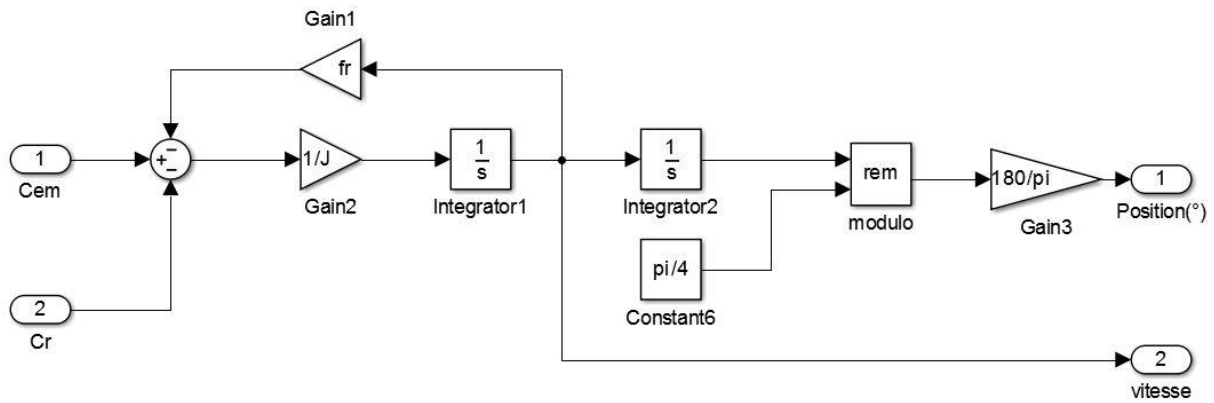 Gain1
fr
1
Cem
+
−
−
1/J
Gain2
1
s
Integrator1
1
s
Integrator2
rem
modulo
180/pi
Gain3
1
Position(°)
pi/4
Constant6
2
Cr
2
vitesse